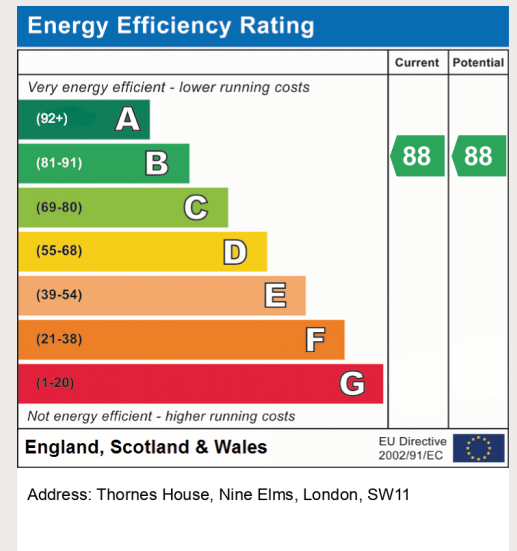 Energy Efficiency Rating
Current Potential
Very energy efficient - lower running costs
(92+) A
(81-91) B 88 88
(69-80) C
(55-68) D
(39-54) E
(21-38) F
(1-20) G
Not energy efficient - higher running costs
England, Scotland & Wales
EU Directive
2002/91/EC
Address: Thornes House, Nine Elms, London, SW11